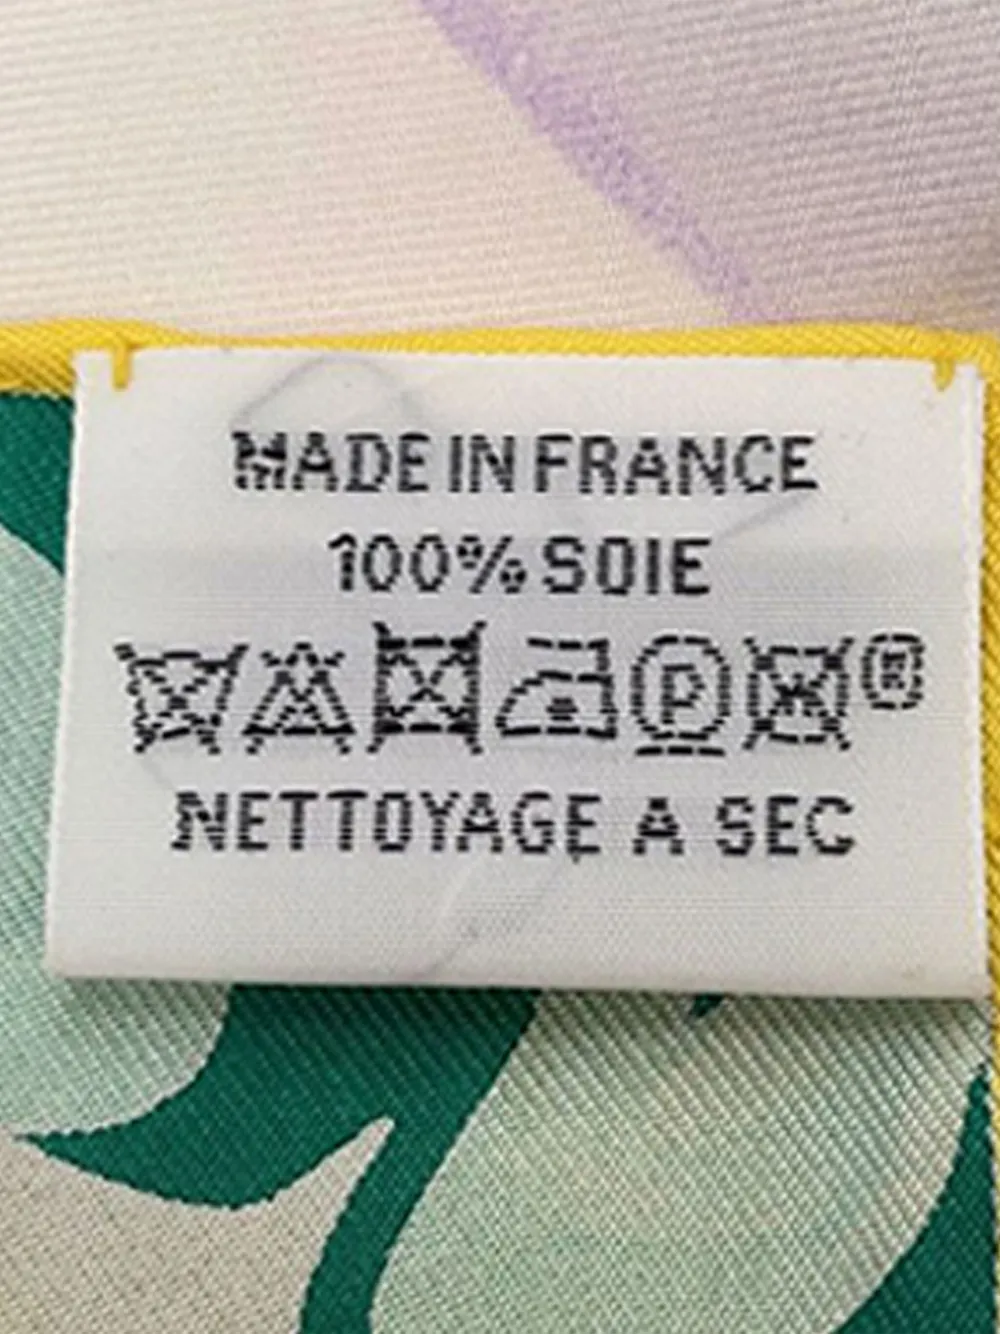 MADE IN FRANCE
100% SOIE
P ®
NETTOYAGE A SEC